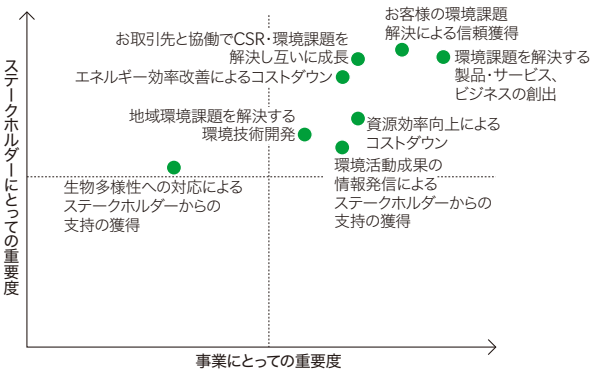 お客様の環境課題
解決による信頼獲得
お取引先と協働でCSR・環境課題を
解決し互いに成長
環境課題を解決する
製品・サービス、
ビジネスの創出
エネルギー効率改善によるコストダウン
地域環境課題を解決する
環境技術開発
資源効率向上による
コストダウン
環境活動成果の
情報発信による
ステークホルダーからの
支持の獲得
生物多様性への対応による
ステークホルダーからの
支持の獲得
ステークホルダーにとっての重要度
事業にとっての重要度